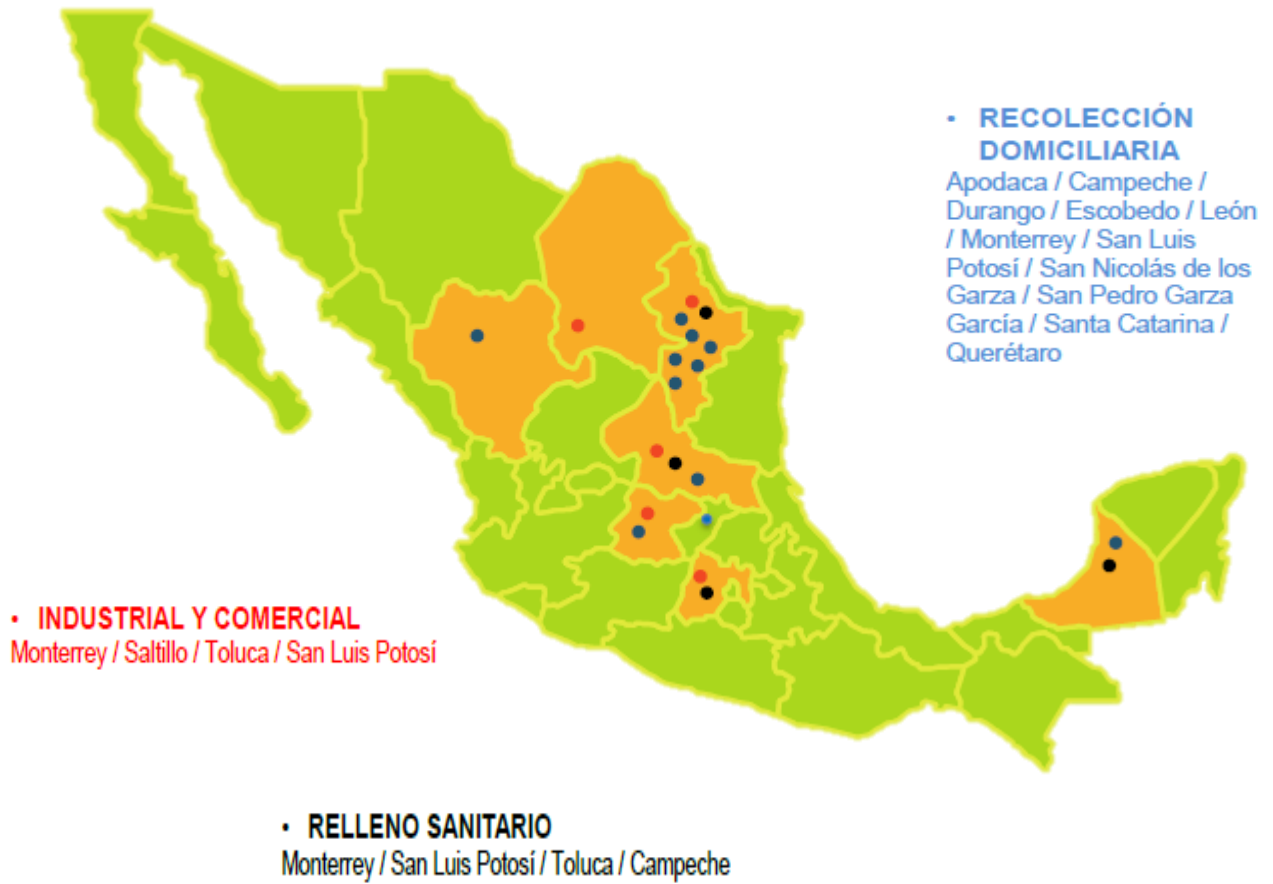 • RECOLECCIÓN
DOMICILIARIA
Apodaca / Campeche /
Durango / Escobedo / León
/ Monterrey / San Luis
Potosí / San Nicolás de los
Garza / San Pedro Garza
García / Santa Catarina /
Querétaro
• INDUSTRIAL Y COMERCIAL
Monterrey / Saltillo / Toluca / San Luis Potosí
• RELLENO SANITARIO
Monterrey / San Luis Potosí / Toluca / Campeche